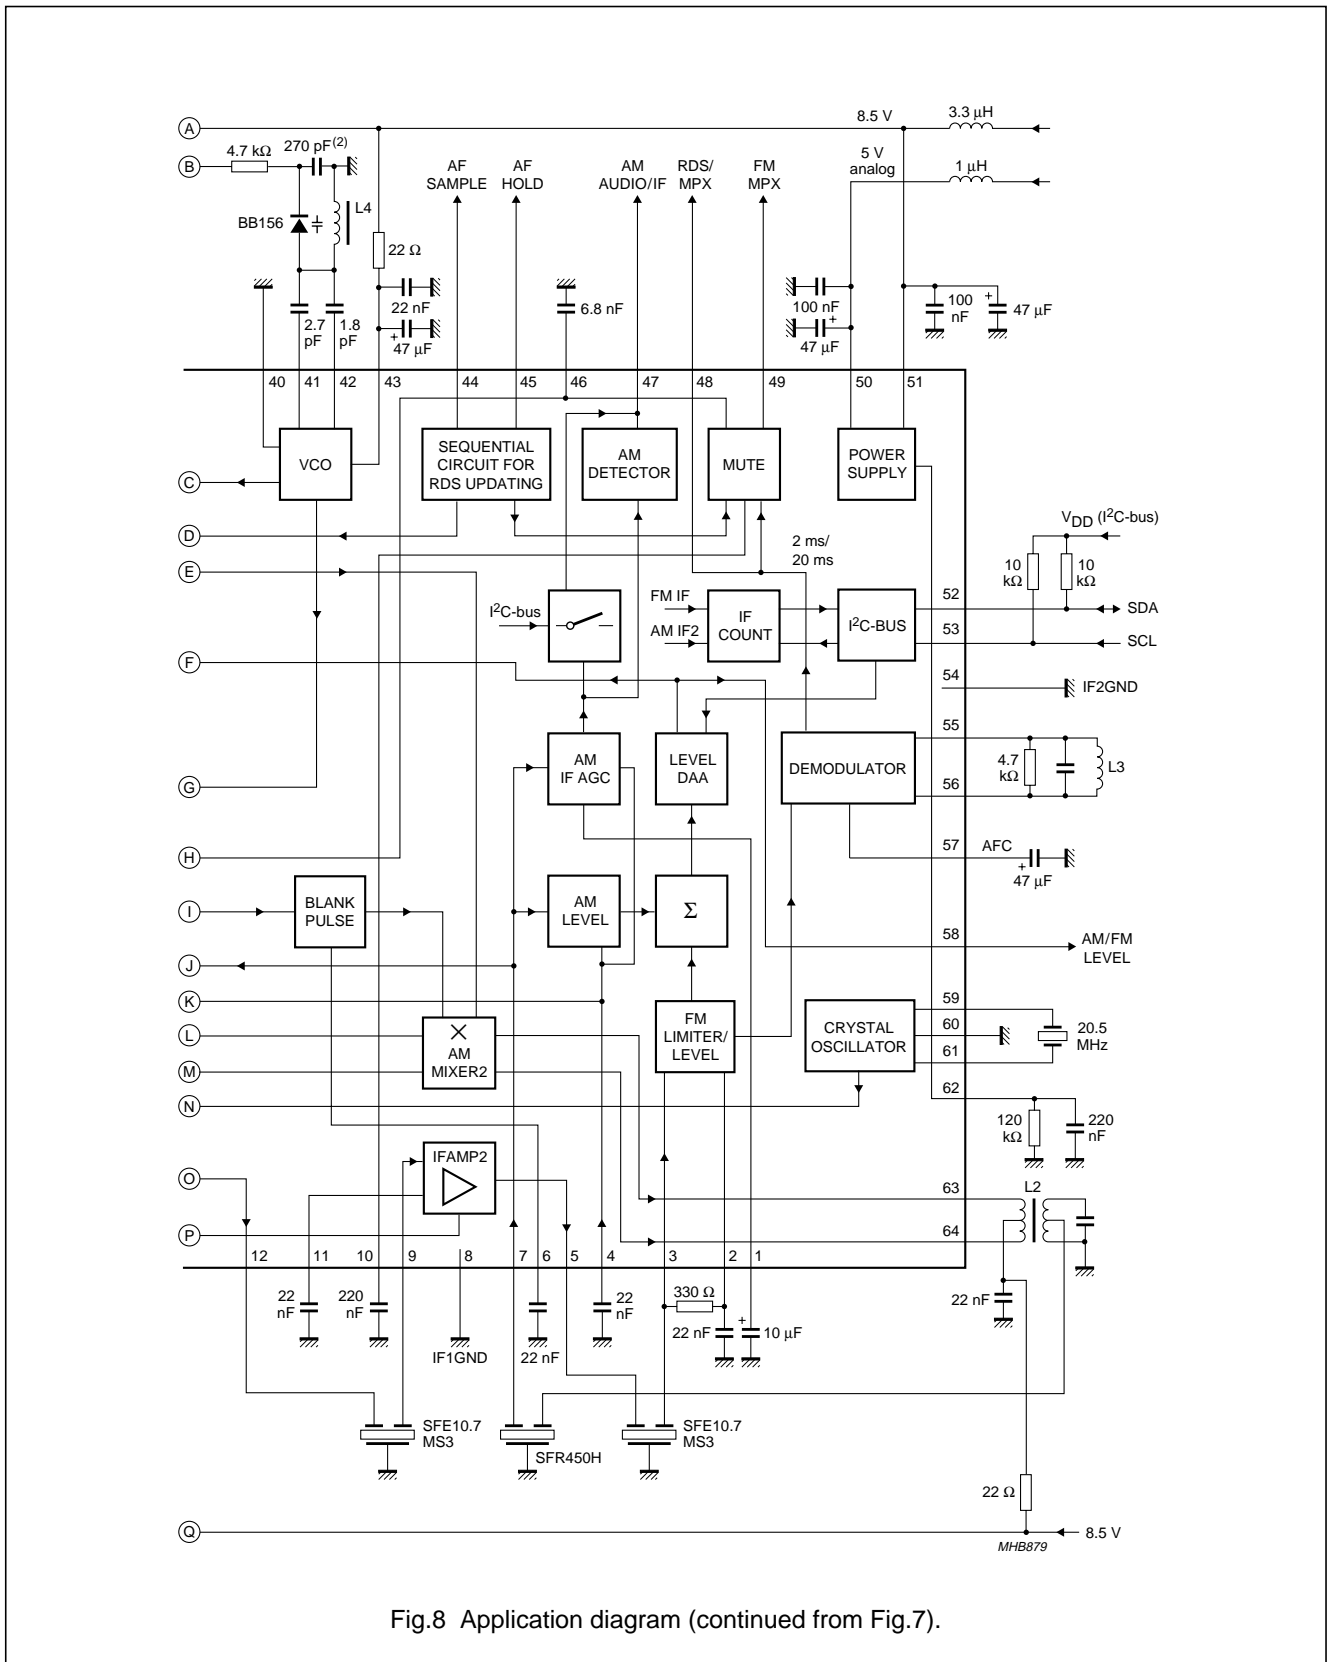 A
8.5 V
3.3 μH
B
4.7 kΩ
270 pF(2)
5 V
analog
1 μH
AF
SAMPLE
AF
HOLD
AM
AUDIO/IF
RDS/
MPX
FM
MPX
BB156
L4
22 Ω
22 nF
47 μF
+
6.8 nF
100 nF
+
47 μF
100
nF
+
47 μF
2.7
pF
1.8
pF
40
41
42
43
44
45
46
47
48
49
50
51
VCO
SEQUENTIAL
CIRCUIT FOR
RDS UPDATING
AM
DETECTOR
MUTE
POWER
SUPPLY
C
D
E
2 ms/
20 ms
VDD (I2C-bus)
10
kΩ
10
kΩ
I2C-bus
FM IF
AM IF2
IF
COUNT
I2C-BUS
52
SDA
53
SCL
F
54
IF2GND
55
AM
IF AGC
LEVEL
DAA
DEMODULATOR
4.7
kΩ
L3
56
G
57
AFC
+
47 μF
H
I
BLANK
PULSE
AM
LEVEL
Σ
58
AM/FM
LEVEL
J
K
L
AM
MIXER2
FM
LIMITER/
LEVEL
CRYSTAL
OSCILLATOR
59
60
61
20.5
MHz
M
N
62
120
kΩ
220
nF
IFAMP2
O
63
L2
P
64
12
11
10
9
8
7
6
5
4
3
2
1
22
nF
220
nF
IF1GND
22 nF
22
nF
330 Ω
22 nF
+
10 μF
22 nF
SFE10.7
MS3
SFR450H
SFE10.7
MS3
22 Ω
Q
8.5 V
MHB879
Fig.8 Application diagram (continued from Fig.7).